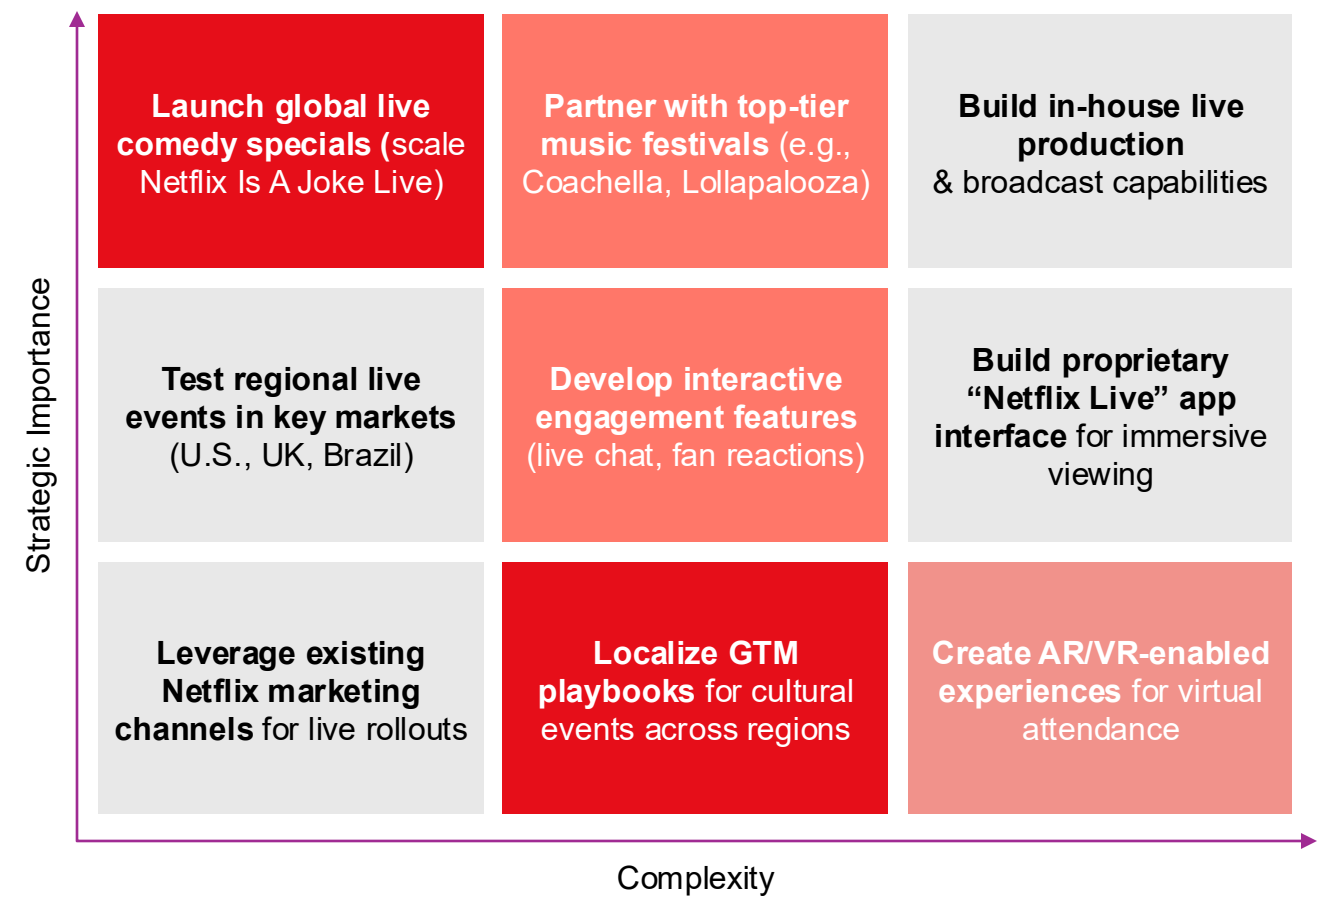 Launch global live
comedy specials (scale
Netflix Is A Joke Live)
Partner with top-tier
music festivals (e.g.,
Coachella, Lollapalooza)
Build in-house live
production
& broadcast capabilities
Test regional live
events in key markets
(U.S., UK, Brazil)
Develop interactive
engagement features
(live chat, fan reactions)
Build proprietary
“Netflix Live” app
interface for immersive
viewing
Leverage existing
Netflix marketing
channels for live rollouts
Localize GTM
playbooks for cultural
events across regions
Create AR/VR-enabled
experiences for virtual
attendance
Strategic Importance
Complexity